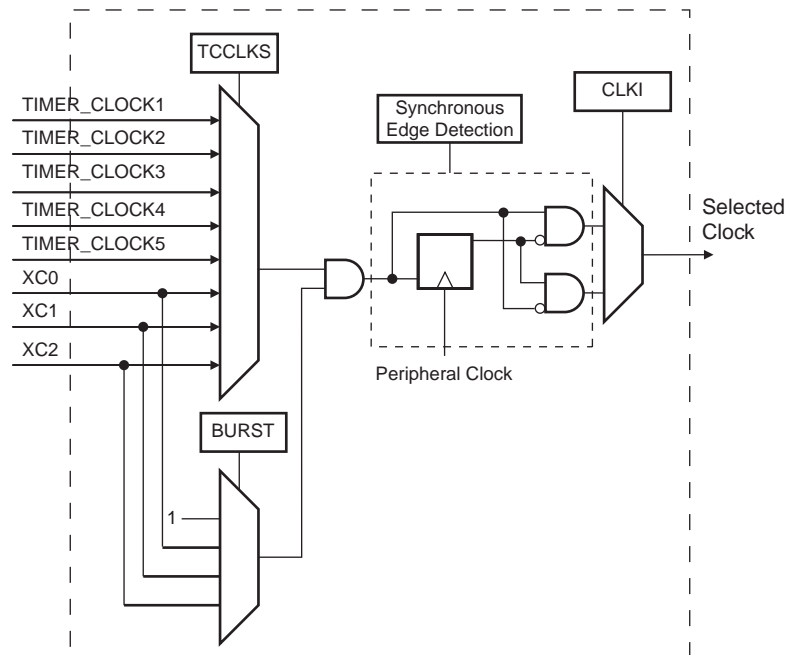 TCCLKS
TIMER_CLOCK1
TIMER_CLOCK2
TIMER_CLOCK3
TIMER_CLOCK4
TIMER_CLOCK5
XC0
XC1
XC2
Synchronous
Edge Detection
CLKI
Selected
Clock
Peripheral Clock
BURST
1